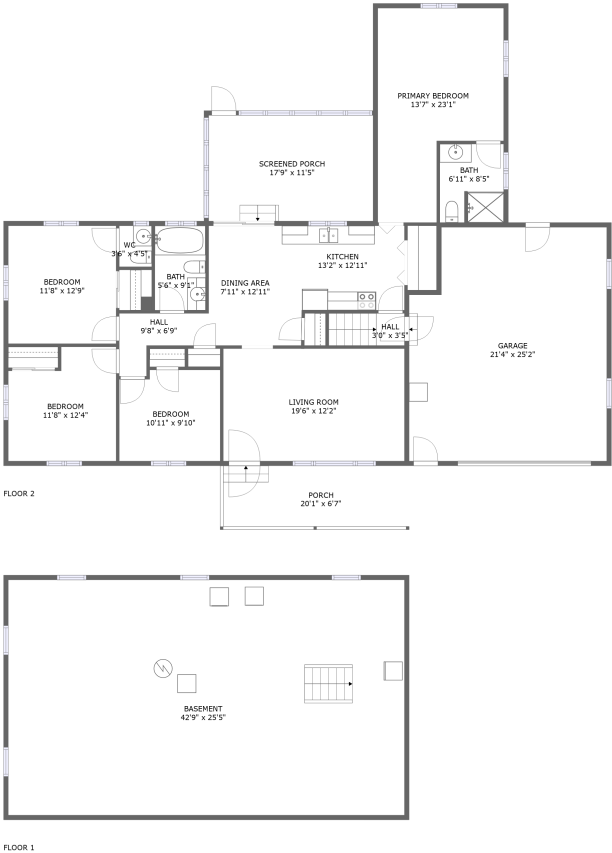 PRIMARY BEDROOM
13'7" x 23'1"
SCREENED PORCH
17'9" x 11'5"
BATH
6'11" x 8'5"
WC
3'6" x 4'5"
KITCHEN
13'2" x 12'11"
BEDROOM
11'8" x 12'9"
BATH
5'6" x 9'1"
DINING AREA
7'11" x 12'11"
HALL
9'8" x 6'9"
HALL
3'0" x 3'5"
GARAGE
21'4" x 25'2"
BEDROOM
11'8" x 12'4"
BEDROOM
10'11" x 9'10"
LIVING ROOM
19'6" x 12'2"
FLOOR 2
PORCH
20'1" x 6'7"
BASEMENT
42'9" x 25'5"
FLOOR 1